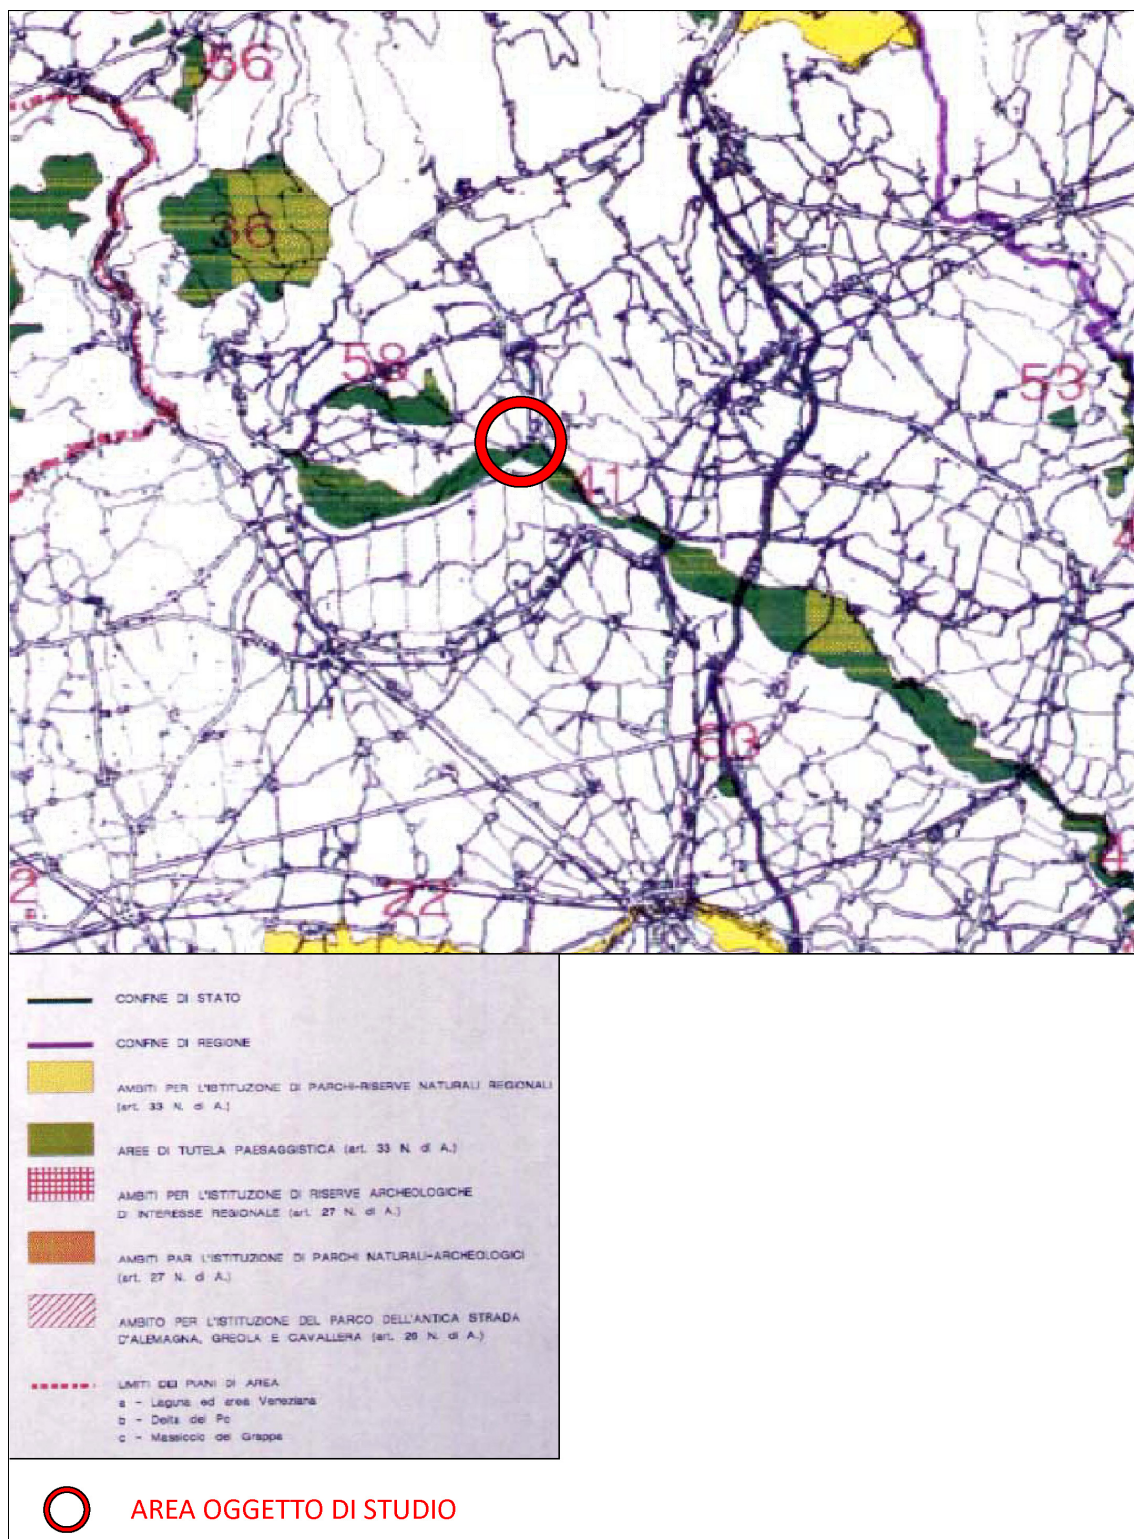 56
36
58
53
41
63
22
2
4
CONFINE DI STATO
CONFINE DI REGIONE
AMBITI PER L'ISTITUZIONE DI PARCHI-RISERVE NATURALI REGIONALI
(art. 33 N. di A.)
AREE DI TUTELA PAESAGGISTICA (art. 33 N. di A.)
AMBITI PER L'ISTITUZIONE DI RISERVE ARCHEOLOGICHE
DI INTERESSE REGIONALE (art. 27 N. di A.)
AMBITI PAR L'ISTITUZIONE DI PARCHI NATURALI-ARCHEOLOGICI
(art. 27 N. di A.)
AMBITO PER L'ISTITUZIONE DEL PARCO DELL'ANTICA STRADA
D'ALEMAGNA, GREOLA E CAVALLERA (art. 26 N. di A.)
LIMITI DEI PIANI DI AREA
a - Laguna ed area Veneziana
b - Delta del Po
c - Massiccio del Grappa
AREA OGGETTO DI STUDIO